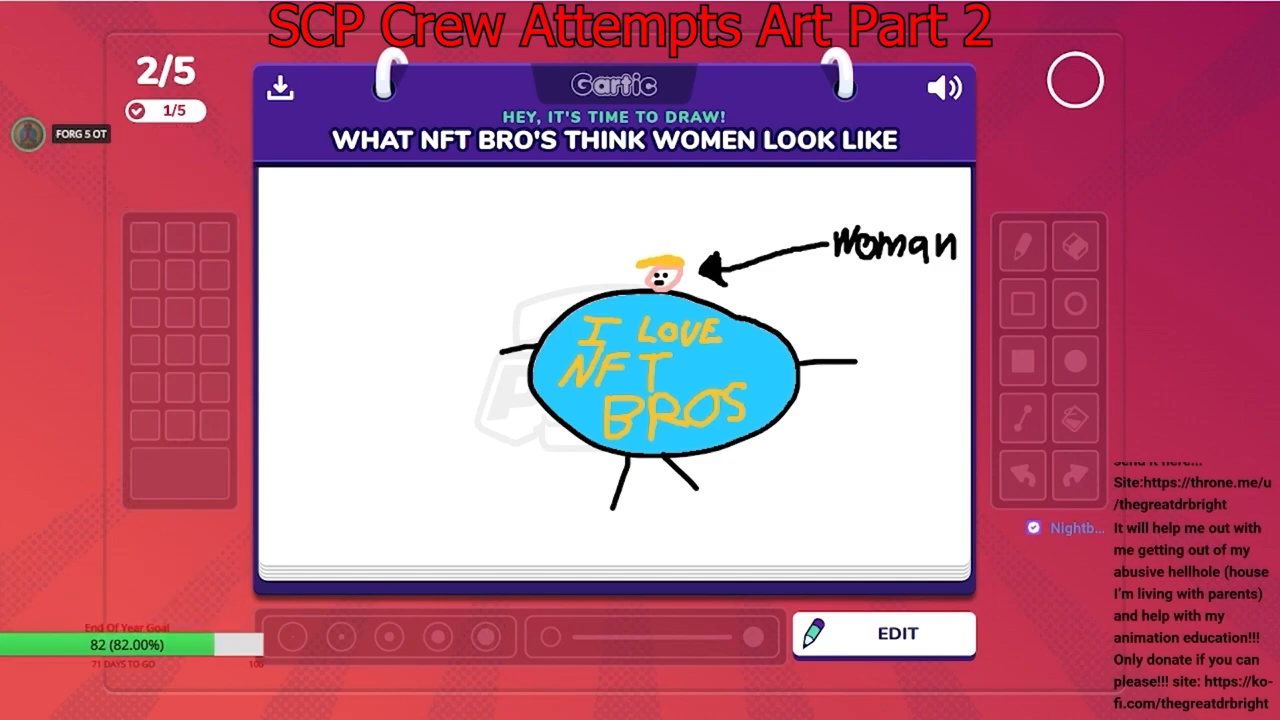 SCP Crew Attempts Art Part 2
2/5
1/5
Gartic
HEY, IT'S TIME TO DRAW!
WHAT NFT BRO'S THINK WOMEN LOOK LIKE
FORG 5 OT
Woman
I LOVE
NFT
BROS
send it here...
Site:https://throne.me/u
/thegreatdrbright
Nightb... It will help me out with
me getting out of my
abusive hellhole (house
I'm living with parents)
and help with my
animation education!!!
Only donate if you can
please!!! site: https://ko-
fi.com/thegreatdrbright
End Of Year Goal
82 (82.00%)
71 DAYS TO GO
100
EDIT